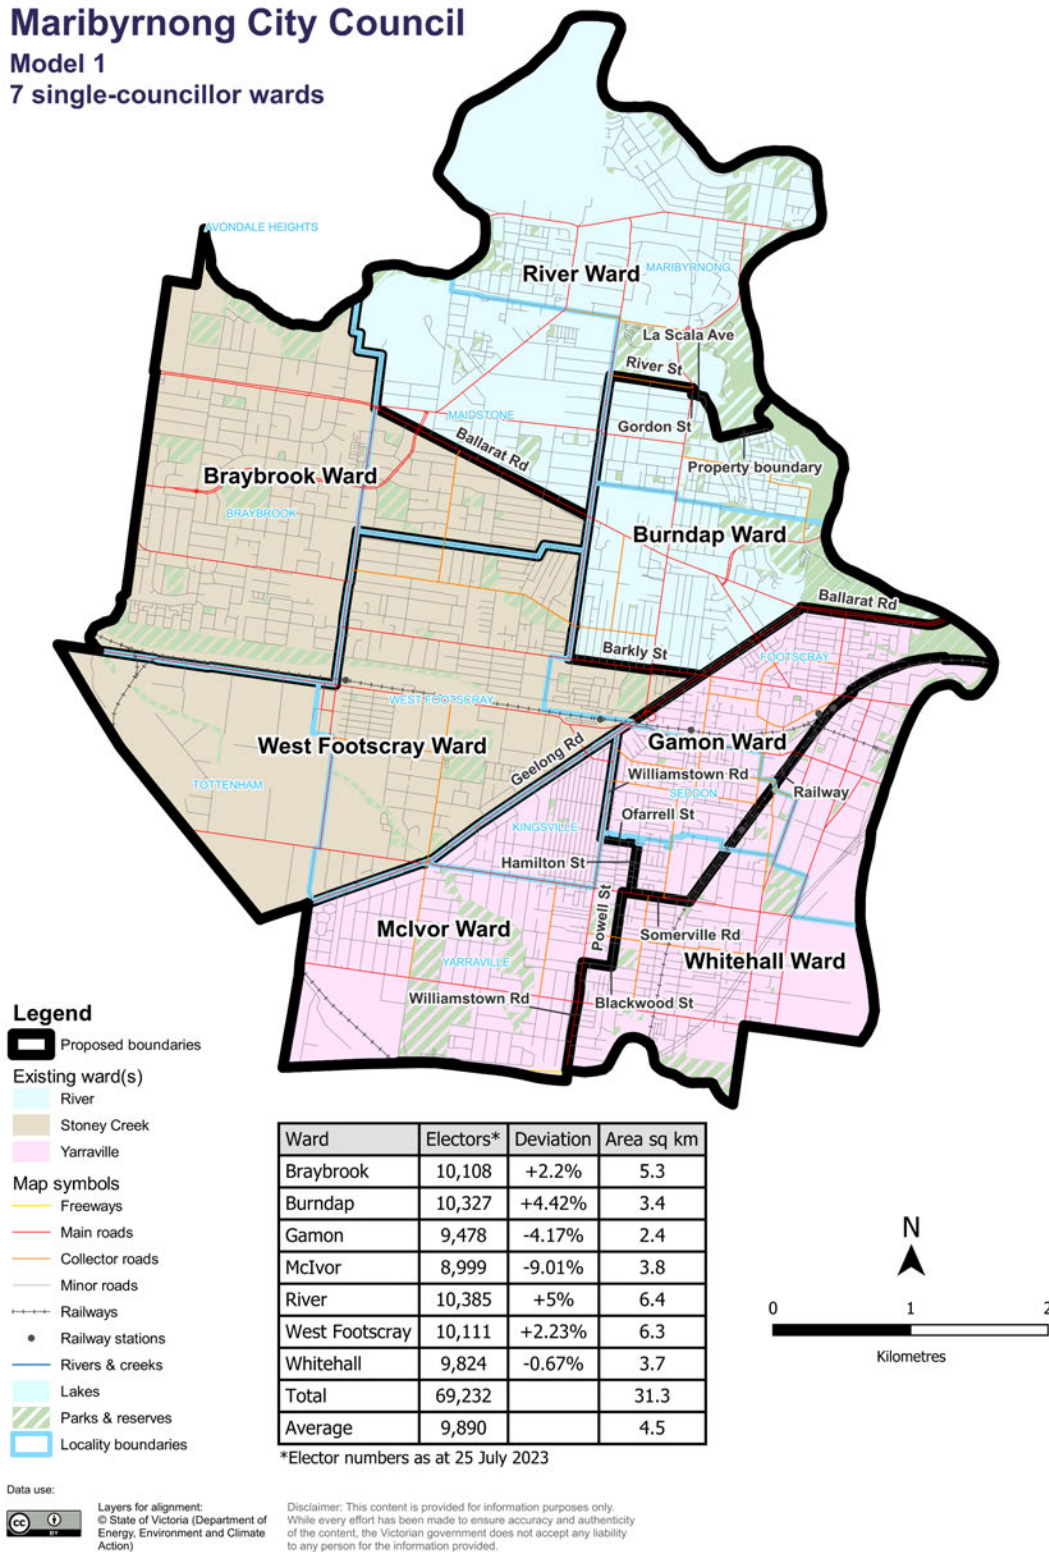 Maribyrnong City Council
Model 1
7 single-councillor wards
AVONDALE HEIGHTS
River Ward
MARIBYRNONG
La Scala Ave
River St
MAIDSTONE
Gordon St
Ballarat Rd
Property boundary
Braybrook Ward
BRAYBROOK
Burndap Ward
Ballarat Rd
Barkly St
FOOTSCRAY
WEST FOOTSCRAY
West Footscray Ward
Gamon Ward
Geelong Rd
Williamstown Rd
TOTTENHAM
SEDDON
Railway
Ofarrell St
KINGSVILLE
Hamilton St
Powell St
McIvor Ward
Somerville Rd
YARRAVILLE
Whitehall Ward
Williamstown Rd
Blackwood St
Legend
Proposed boundaries
Existing ward(s)
River
Stoney Creek
Yarraville
Map symbols
Freeways
Main roads
Collector roads
Minor roads
Railways
Railway stations
Rivers & creeks
Lakes
Parks & reserves
Locality boundaries
Ward Electors* Deviation Area sq km
Braybrook 10,108 +2.2% 5.3
Burndap 10,327 +4.42% 3.4
Gamon 9,478 -4.17% 2.4
McIvor 8,999 -9.01% 3.8
River 10,385 +5% 6.4
West Footscray 10,111 +2.23% 6.3
Whitehall 9,824 -0.67% 3.7
Total 69,232 31.3
Average 9,890 4.5
*Elector numbers as at 25 July 2023
N
0 1 2
Kilometres
Data use:
cc BY
Layers for alignment:
© State of Victoria (Department of
Energy, Environment and Climate
Action)
Disclaimer: This content is provided for information purposes only.
While every effort has been made to ensure accuracy and authenticity
of the content, the Victorian government does not accept any liability
to any person for the information provided.